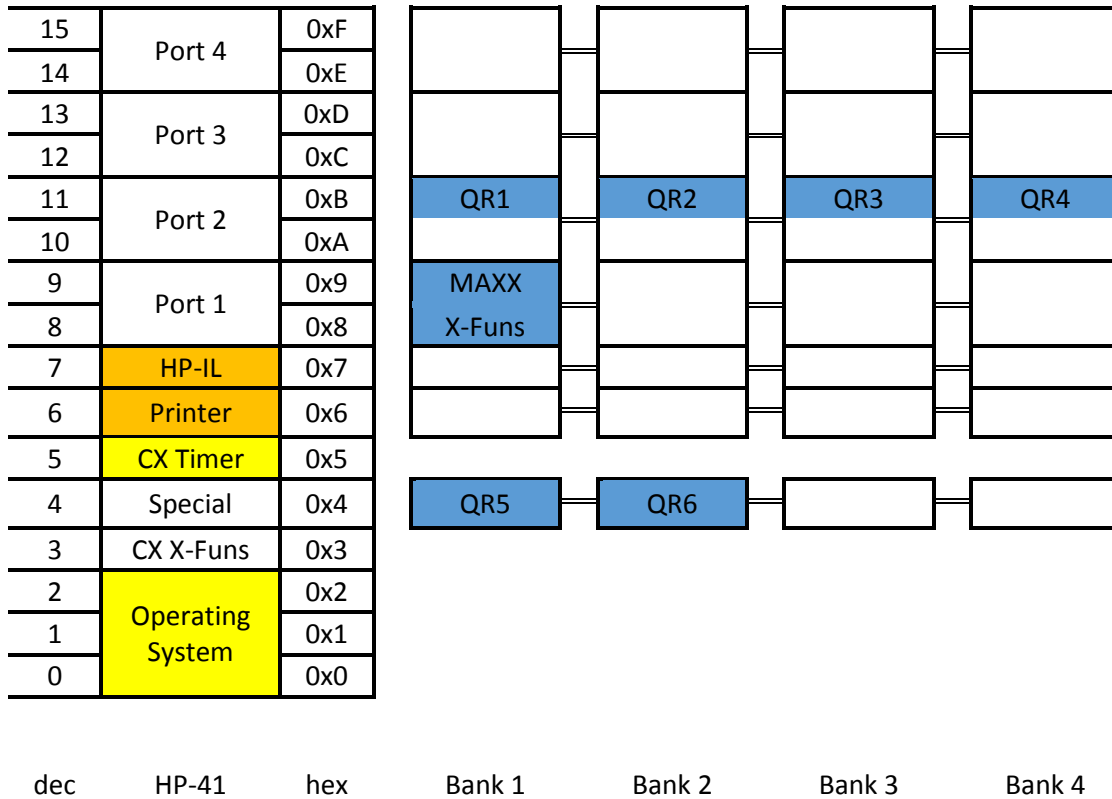 15 0xF
Port 4
14 0xE
13 0xD
Port 3
12 0xC
11 0xB QR1 QR2 QR3 QR4
Port 2
10 0xA
9 0x9 MAXX
Port 1
8 0x8 X-Funs
7 HP-IL 0x7
6 Printer 0x6
5 CX Timer 0x5
4 Special 0x4 QR5 QR6
3 CX X-Funs 0x3
2 0x2
Operating
1 0x1
System
0 0x0
dec HP-41 hex Bank 1 Bank 2 Bank 3 Bank 4